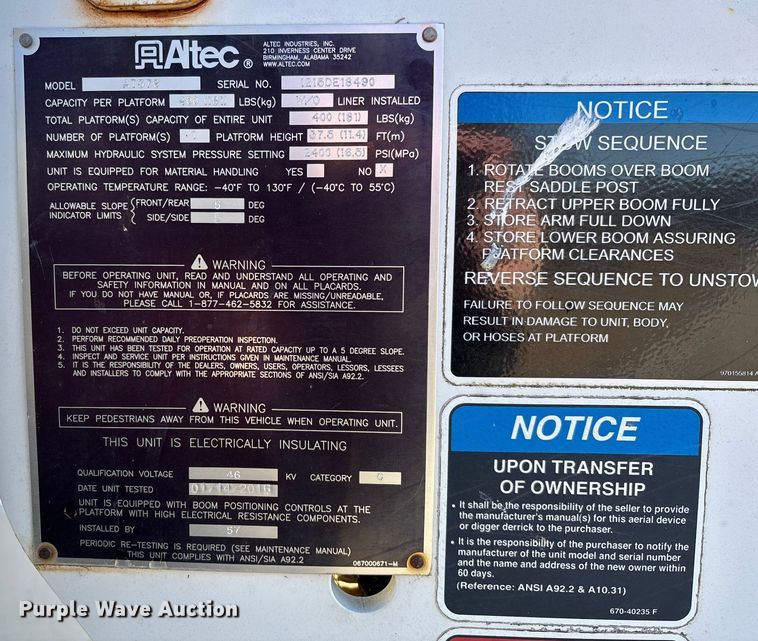 Altec®
ALTEC INDUSTRIES, INC.
210 INVERNESS CENTER DRIVE
BIRMINGHAM, ALABAMA 35242
WWW.ALTEC.COM
MODEL SERIAL NO. 1215DE18490
CAPACITY PER PLATFORM LBS(kg) W/O LINER INSTALLED
TOTAL PLATFORM(S) CAPACITY OF ENTIRE UNIT 400 (181) LBS(kg)
NUMBER OF PLATFORM(S) PLATFORM HEIGHT 37.5 (11.4) FT(m)
MAXIMUM HYDRAULIC SYSTEM PRESSURE SETTING 2400 (16.5) PSI(MPa)
UNIT IS EQUIPPED FOR MATERIAL HANDLING YES NO X
OPERATING TEMPERATURE RANGE: -40°F TO 130°F / (-40°C TO 55°C)
ALLOWABLE SLOPE INDICATOR LIMITS
FRONT/REAR 5 DEG
SIDE/SIDE 5 DEG
WARNING
BEFORE OPERATING UNIT, READ AND UNDERSTAND ALL OPERATING AND
SAFETY INFORMATION IN MANUAL AND ON ALL PLACARDS.
IF YOU DO NOT HAVE MANUAL OR, IF PLACARDS ARE MISSING/UNREADABLE,
PLEASE CALL 1-877-462-5832 FOR ASSISTANCE.
1. DO NOT EXCEED UNIT CAPACITY.
2. PERFORM RECOMMENDED DAILY PREOPERATION INSPECTION.
3. THIS UNIT HAS BEEN TESTED FOR OPERATION AT RATED CAPACITY UP TO A 5 DEGREE SLOPE.
4. INSPECT AND SERVICE UNIT PER INSTRUCTIONS GIVEN IN MAINTENANCE MANUAL.
5. IT IS THE RESPONSIBILITY OF THE DEALERS, OWNERS, USERS, OPERATORS, LESSORS, LESSEES
AND INSTALLERS TO COMPLY WITH THE APPROPRIATE SECTIONS OF ANSI/SIA A92.2.
WARNING
KEEP PEDESTRIANS AWAY FROM THIS VEHICLE WHEN OPERATING UNIT.
THIS UNIT IS ELECTRICALLY INSULATING
QUALIFICATION VOLTAGE 46 KV CATEGORY C
DATE UNIT TESTED 01/14/2016
UNIT IS EQUIPPED WITH BOOM POSITIONING CONTROLS AT THE
PLATFORM WITH HIGH ELECTRICAL RESISTANCE COMPONENTS.
INSTALLED BY 57
PERIODIC RE-TESTING IS REQUIRED (SEE MAINTENANCE MANUAL)
THIS UNIT COMPLIES WITH ANSI/SIA A92.2
067000671-M
NOTICE
STOW SEQUENCE
1. ROTATE BOOMS OVER BOOM
REST SADDLE POST
2. RETRACT UPPER BOOM FULLY
3. STORE ARM FULL DOWN
4. STORE LOWER BOOM ASSURING
PLATFORM CLEARANCES
REVERSE SEQUENCE TO UNSTOW
FAILURE TO FOLLOW SEQUENCE MAY
RESULT IN DAMAGE TO UNIT, BODY,
OR HOSES AT PLATFORM
970155814 A
NOTICE
UPON TRANSFER
OF OWNERSHIP
• It shall be the responsibility of the seller to provide
the manufacturer's manual(s) for this aerial device
or digger derrick to the purchaser.
• It is the responsibility of the purchaser to notify the
manufacturer of the unit model and serial number
and the name and address of the new owner within
60 days.
(Reference: ANSI A92.2 & A10.31)
670-40235 F
Purple Wave Auction